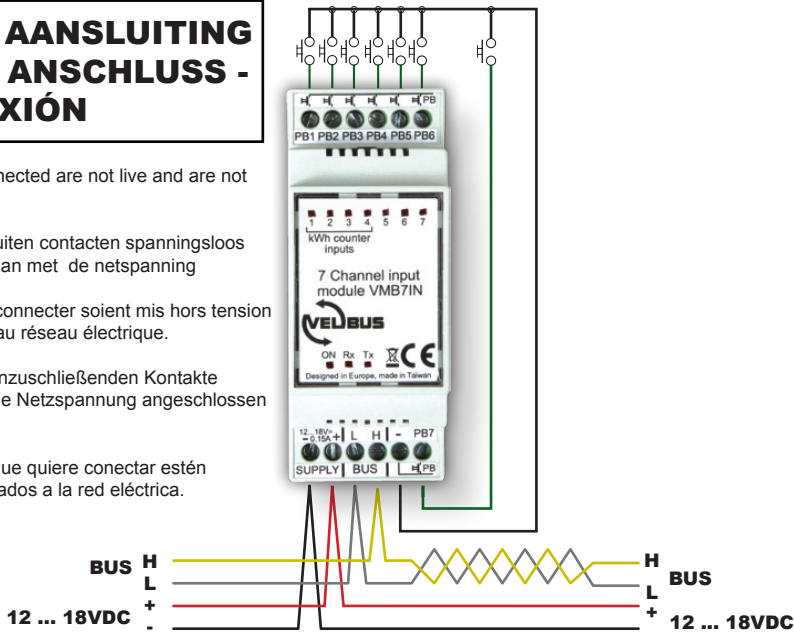 AANSLUITING
ANSCHLUSS -
XIÓN
nected are not live and are not
uiten contacten spanningsloos
an met de netspanning
connecter soient mis hors tension
au réseau électrique.
nzuschließenden Kontakte
e Netzspannung angeschlossen
ue quiere conectar estén
ados a la red eléctrica.
PB
PB1 PB2 PB3 PB4 PB5 PB6
1 2 3 4 5 6 7
kWh counter
inputs
7 Channel input
module VMB7IN
VELBUS
ON Rx Tx CE
Designed in Europe, made in Taiwan
12...18V=
- 0.15A + L H - PB7
SUPPLY BUS PB
BUS H
L
12 ... 18VDC +
-
H
BUS
L
+
12 ... 18VDC